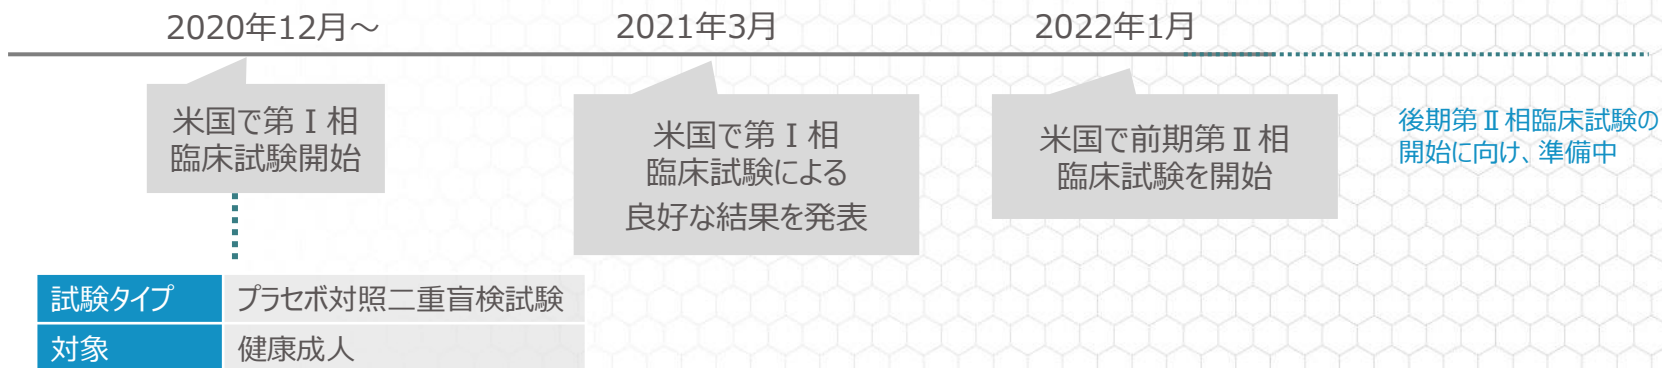 2020年12月～
2021年3月
2022年1月
米国で第Ⅰ相
臨床試験開始
米国で第Ⅰ相
臨床試験による
良好な結果を発表
米国で前期第Ⅱ相
臨床試験を開始
後期第Ⅱ相臨床試験の
開始に向け、準備中
試験タイプ プラセボ対照二重盲検試験
対象 健康成人